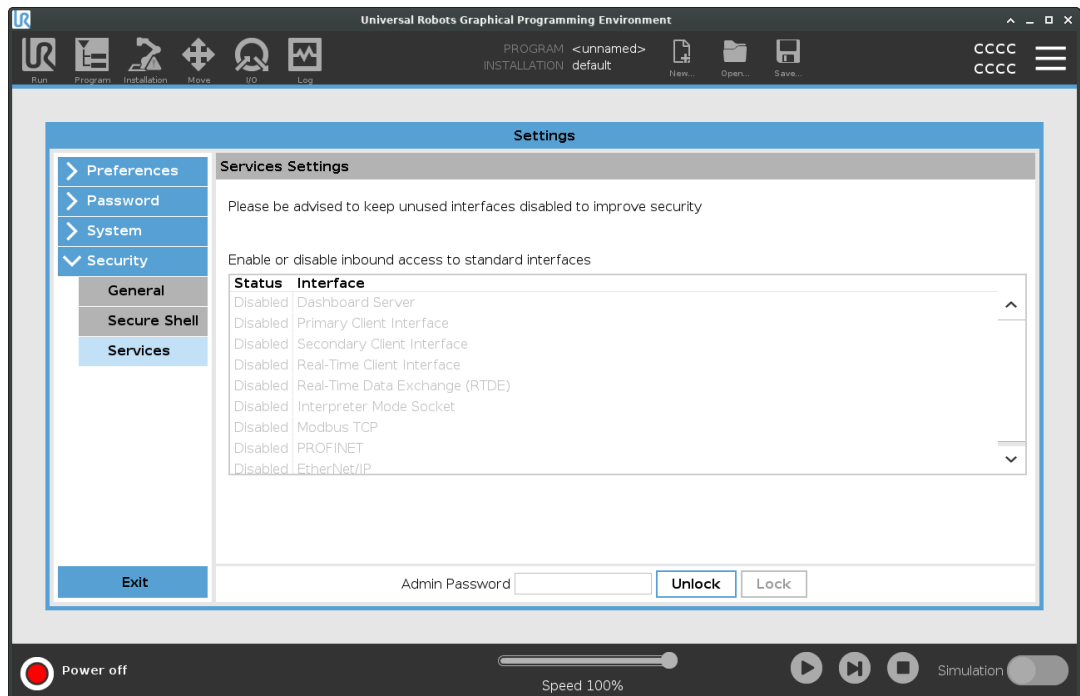 Universal Robots Graphical Programming Environment
PROGRAM <unnamed>
INSTALLATION default
Run Program Installation Move I/O Log New... Open... Save...
CCCC
CCCC
Settings
Preferences
Password
System
Security
General
Secure Shell
Services
Exit
Services Settings
Please be advised to keep unused interfaces disabled to improve security
Enable or disable inbound access to standard interfaces
Status Interface
Disabled Dashboard Server
Disabled Primary Client Interface
Disabled Secondary Client Interface
Disabled Real-Time Client Interface
Disabled Real-Time Data Exchange (RTDE)
Disabled Interpreter Mode Socket
Disabled Modbus TCP
Disabled PROFINET
Disabled EtherNet/IP
Admin Password Unlock Lock
Power off
Speed 100%
Simulation